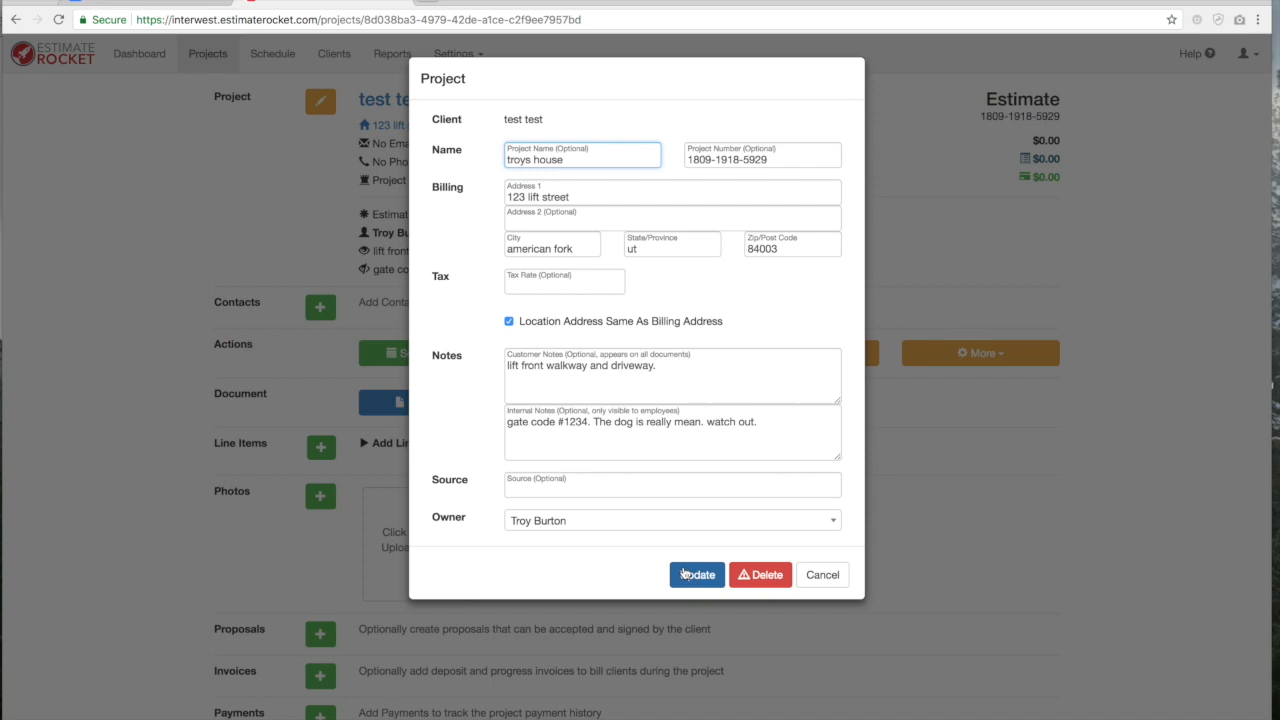 Secure https://interwest.estimaterocket.com/projects/8d038ba3-4979-42de-a1ce-c2f9ee7957bd
ESTIMATE
ROCKET
Dashboard Projects Schedule Clients Reports Settings Help
Project
test te
123 lift
No Ema
No Pho
Project
Estimat
Troy Bu
lift front
gate co
Estimate
1809-1918-5929
$0.00
$0.00
$0.00
Contacts
Add Conta
Actions
S
More
Document
Line Items
Add Lin
Photos
Click
Uploa
Proposals
Optionally create proposals that can be accepted and signed by the client
Invoices
Optionally add deposit and progress invoices to bill clients during the project
Payments
Add Payments to track the project payment history
Project
Client
test test
Name
Project Name (Optional)
troys house
Project Number (Optional)
1809-1918-5929
Billing
Address 1
123 lift street
Address 2 (Optional)
City
american fork
State/Province
ut
Zip/Post Code
84003
Tax
Tax Rate (Optional)
Location Address Same As Billing Address
Notes
Customer Notes (Optional, appears on all documents)
lift front walkway and driveway.
Internal Notes (Optional, only visible to employees)
gate code #1234. The dog is really mean. watch out.
Source
Source (Optional)
Owner
Troy Burton
Update Delete Cancel